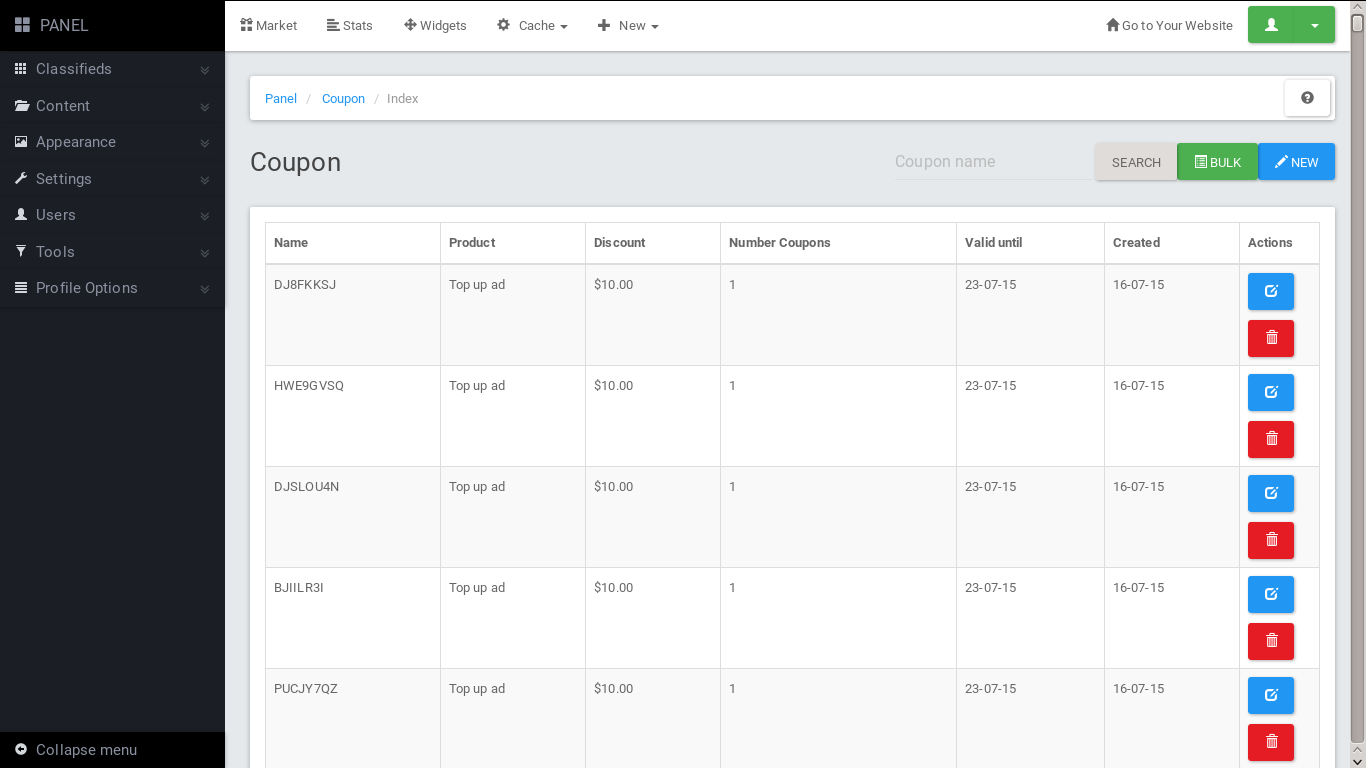 PANEL
Market Stats Widgets Cache New Go to Your Website
Classifieds
Content
Appearance
Settings
Users
Tools
Profile Options
Collapse menu
Panel / Coupon / Index
Coupon
Coupon name SEARCH BULK NEW
Name Product Discount Number Coupons Valid until Created Actions
DJ8FKKSJ Top up ad $10.00 1 23-07-15 16-07-15
HWE9GVSQ Top up ad $10.00 1 23-07-15 16-07-15
DJSLOU4N Top up ad $10.00 1 23-07-15 16-07-15
BJIILR3I Top up ad $10.00 1 23-07-15 16-07-15
PUCJY7QZ Top up ad $10.00 1 23-07-15 16-07-15